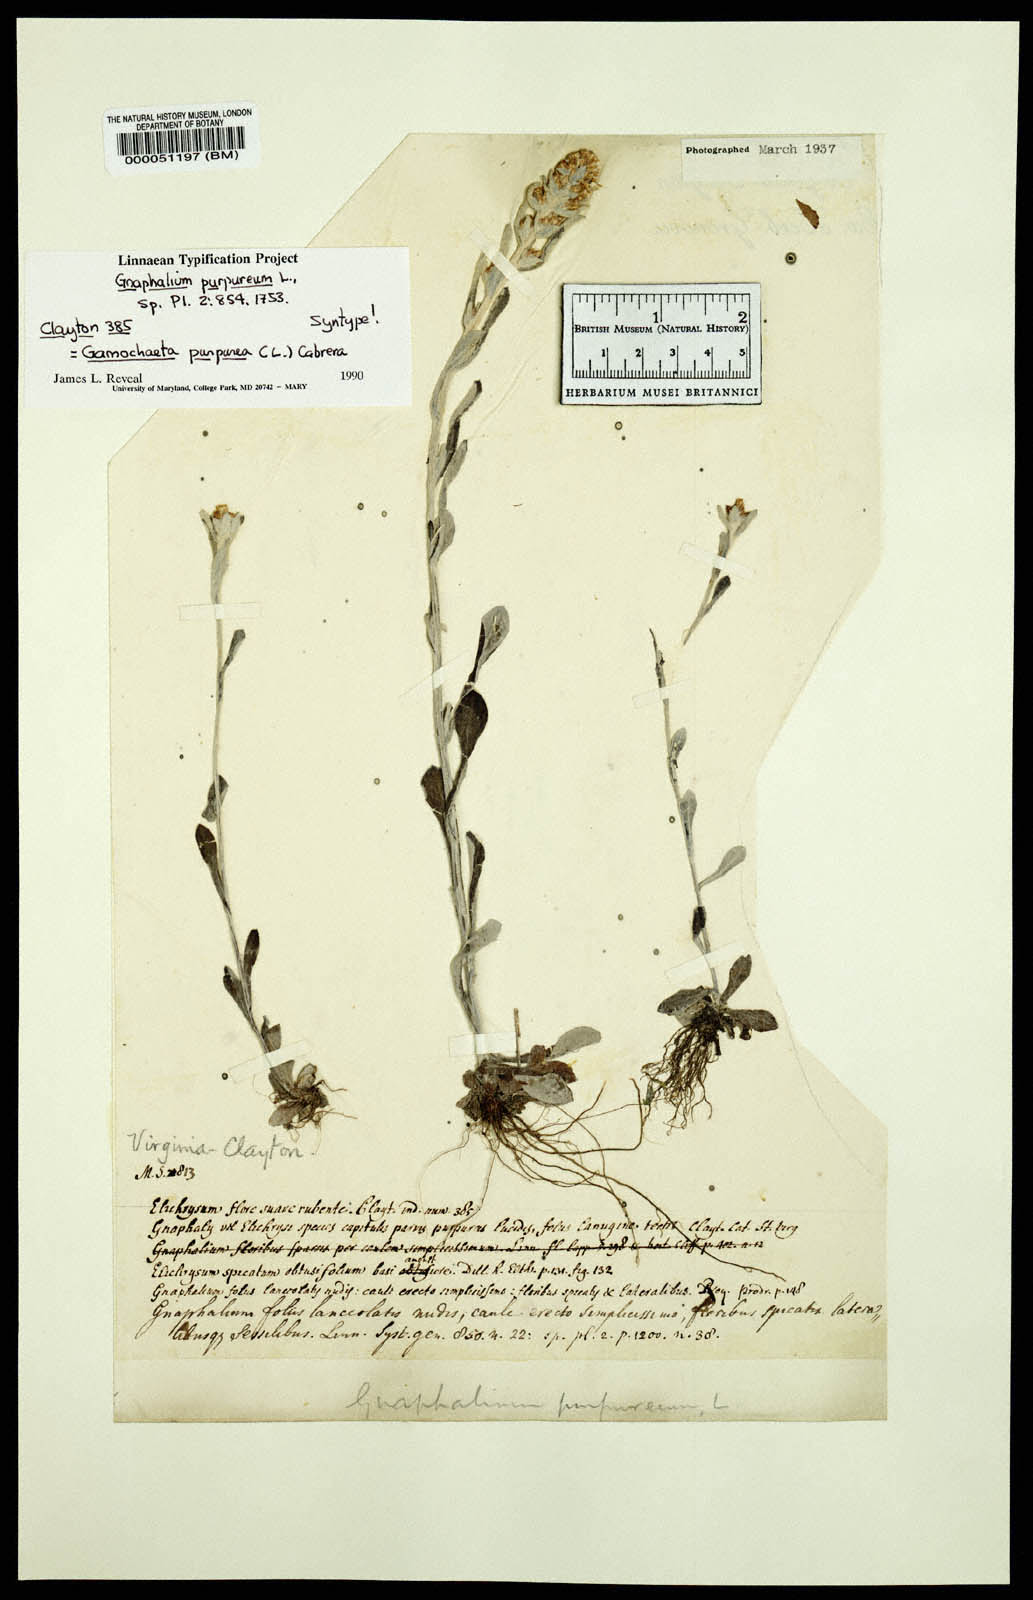 THE NATURAL HISTORY MUSEUM, LONDON
DEPARTMENT OF BOTANY
000051197 (BM)
Photographed March 1937
Linnaean Typification Project
Gnaphalium purpureum L.,
Sp. Pl. 2: 854. 1753.
Clayton 385 Syntype!
= Gamochaeta purpurea (L.) Cabrera
James L. Reveal 1990
University of Maryland, College Park, MD 20742 – MARY
1 2
BRITISH MUSEUM (NATURAL HISTORY)
1 2 3 4 5
HERBARIUM MUSEI BRITANNICI
Virginia - Clayton.
M.S. 813
Elichrysum flore suave rubente. Clayt. ind. num. 385
Gnaphaly vel Elichrysi species capitulis parvis purpureis lucidis, foliis Lanugine tectis Clayt. Cat. St. Virg
Gnaphalium floribus sparsis per caulem simplicissimum. Linn. fl. Lapp. & hort. Cliff. p. 402. n. 2
Elichrysum spicatum obtusifolium basi angustiore. Dill. h. Elth. p. 131. fig. 132
Gnaphalium foliis lanceolatis nudis: caule erecto simplicissimo: floribus spicatis & lateralibus. Roy. prodr. p. 148
Gnaphalium foliis lanceolatis nudis, caule erecto simplicissimo, floribus spicatis latera=
libusq; sessilibus. Linn. Syst. gen. 850. n. 22: sp. pl. 2. p. 1200. n. 38.
Gnaphalium purpureum, L